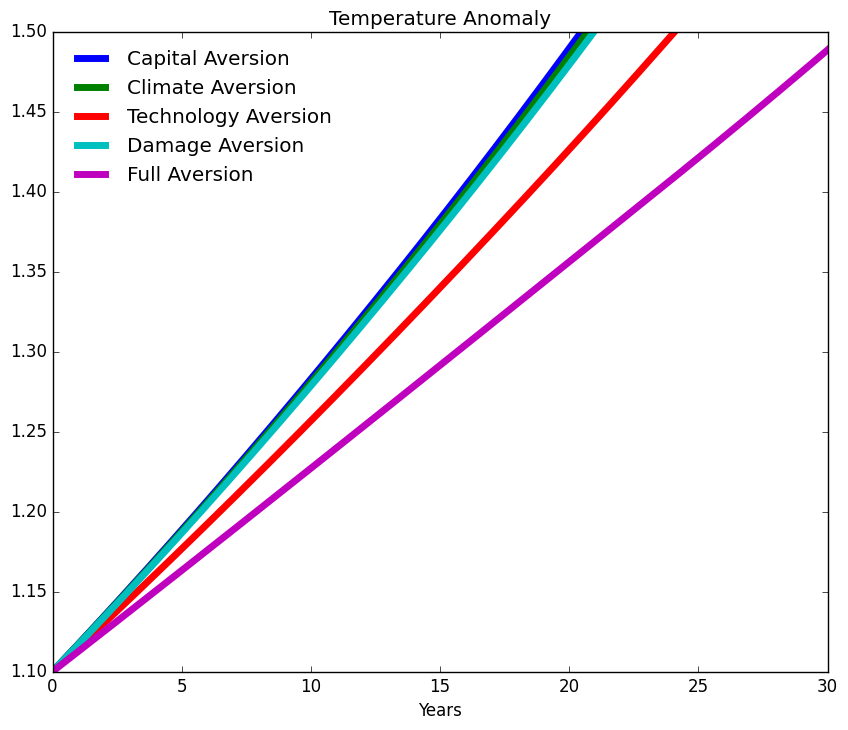 Temperature Anomaly
1.50
1.45
1.40
1.35
1.30
1.25
1.20
1.15
1.10
Capital Aversion
Climate Aversion
Technology Aversion
Damage Aversion
Full Aversion
0 5 10 15 20 25 30
Years